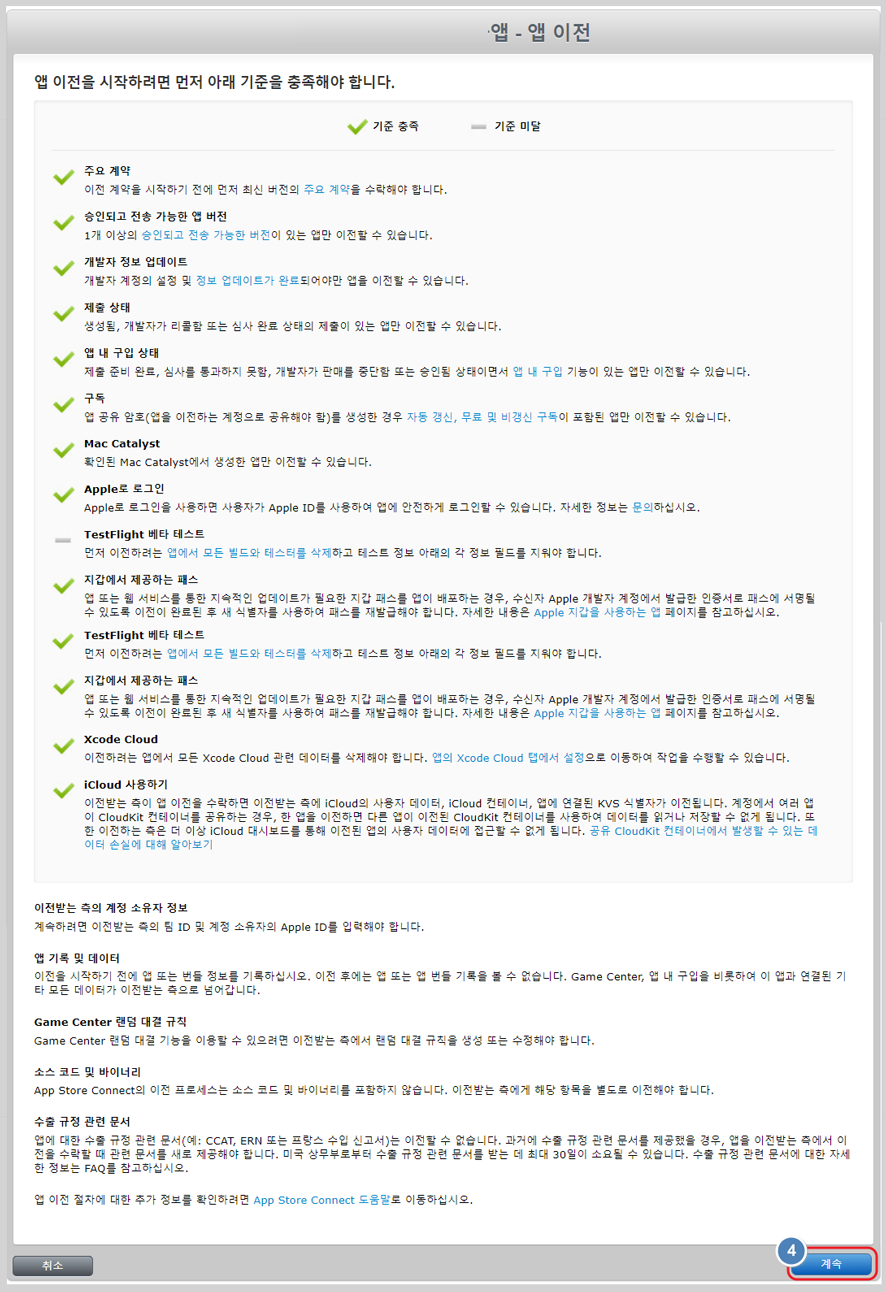 ·앱 - 앱 이전
앱 이전을 시작하려면 먼저 아래 기준을 충족해야 합니다.
기준 충족 기준 미달
주요 계약
이전 계약을 시작하기 전에 먼저 최신 버전의 주요 계약을 수락해야 합니다.
승인되고 전송 가능한 앱 버전
1개 이상의 승인되고 전송 가능한 버전이 있는 앱만 이전할 수 있습니다.
개발자 정보 업데이트
개발자 계정의 설정 및 정보 업데이트가 완료되어야만 앱을 이전할 수 있습니다.
제출 상태
생성됨, 개발자가 리콜함 또는 심사 완료 상태의 제출이 있는 앱만 이전할 수 있습니다.
앱 내 구입 상태
제출 준비 완료, 심사를 통과하지 못함, 개발자가 판매를 중단함 또는 승인됨 상태이면서 앱 내 구입 기능이 있는 앱만 이전할 수 있습니다.
구독
앱 공유 암호(앱을 이전하는 계정으로 공유해야 함)를 생성한 경우 자동 갱신, 무료 및 비갱신 구독이 포함된 앱만 이전할 수 있습니다.
Mac Catalyst
확인된 Mac Catalyst에서 생성한 앱만 이전할 수 있습니다.
Apple로 로그인
Apple로 로그인을 사용하면 사용자가 Apple ID를 사용하여 앱에 안전하게 로그인할 수 있습니다. 자세한 정보는 문의하십시오.
TestFlight 베타 테스트
먼저 이전하려는 앱에서 모든 빌드와 테스터를 삭제하고 테스트 정보 아래의 각 정보 필드를 지워야 합니다.
지갑에서 제공하는 패스
앱 또는 웹 서비스를 통한 지속적인 업데이트가 필요한 지갑 패스를 앱이 배포하는 경우, 수신자 Apple 개발자 계정에서 발급한 인증서로 패스에 서명될
수 있도록 이전이 완료된 후 새 식별자를 사용하여 패스를 재발급해야 합니다. 자세한 내용은 Apple 지갑을 사용하는 앱 페이지를 참고하십시오.
TestFlight 베타 테스트
먼저 이전하려는 앱에서 모든 빌드와 테스터를 삭제하고 테스트 정보 아래의 각 정보 필드를 지워야 합니다.
지갑에서 제공하는 패스
앱 또는 웹 서비스를 통한 지속적인 업데이트가 필요한 지갑 패스를 앱이 배포하는 경우, 수신자 Apple 개발자 계정에서 발급한 인증서로 패스에 서명될
수 있도록 이전이 완료된 후 새 식별자를 사용하여 패스를 재발급해야 합니다. 자세한 내용은 Apple 지갑을 사용하는 앱 페이지를 참고하십시오.
Xcode Cloud
이전하려는 앱에서 모든 Xcode Cloud 관련 데이터를 삭제해야 합니다. 앱의 Xcode Cloud 탭에서 설정으로 이동하여 작업을 수행할 수 있습니다.
iCloud 사용하기
이전받는 측이 앱 이전을 수락하면 이전받는 측에 iCloud의 사용자 데이터, iCloud 컨테이너, 앱에 연결된 KVS 식별자가 이전됩니다. 계정에서 여러 앱
이 CloudKit 컨테이너를 공유하는 경우, 한 앱을 이전하면 다른 앱이 이전된 CloudKit 컨테이너를 사용하여 데이터를 읽거나 저장할 수 없게 됩니다. 또
한 이전하는 측은 더 이상 iCloud 대시보드를 통해 이전된 앱의 사용자 데이터에 접근할 수 없게 됩니다. 공유 CloudKit 컨테이너에서 발생할 수 있는 데
이터 손실에 대해 알아보기
이전받는 측의 계정 소유자 정보
계속하려면 이전받는 측의 팀 ID 및 계정 소유자의 Apple ID를 입력해야 합니다.
앱 기록 및 데이터
이전을 시작하기 전에 앱 또는 번들 정보를 기록하십시오. 이전 후에는 앱 또는 앱 번들 기록을 볼 수 없습니다. Game Center, 앱 내 구입을 비롯하여 이 앱과 연결된 기
타 모든 데이터가 이전받는 측으로 넘어갑니다.
Game Center 랜덤 대결 규칙
Game Center 랜덤 대결 기능을 이용할 수 있으려면 이전받는 측에서 랜덤 대결 규칙을 생성 또는 수정해야 합니다.
소스 코드 및 바이너리
App Store Connect의 이전 프로세스는 소스 코드 및 바이너리를 포함하지 않습니다. 이전받는 측에게 해당 항목을 별도로 이전해야 합니다.
수출 규정 관련 문서
앱에 대한 수출 규정 관련 문서(예: CCAT, ERN 또는 프랑스 수입 신고서)는 이전할 수 없습니다. 과거에 수출 규정 관련 문서를 제공했을 경우, 앱을 이전받는 측에서 이
전을 수락할 때 관련 문서를 새로 제공해야 합니다. 미국 상무부로부터 수출 규정 관련 문서를 받는 데 최대 30일이 소요될 수 있습니다. 수출 규정 관련 문서에 대한 자세
한 정보는 FAQ를 참고하십시오.
앱 이전 절차에 대한 추가 정보를 확인하려면 App Store Connect 도움말로 이동하십시오.
취소 4 계속